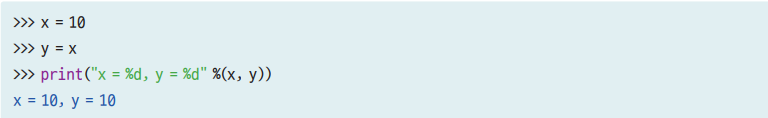 >>> x = 10
>>> y = x
>>> print("x = %d, y = %d" %(x, y))
x = 10, y = 10